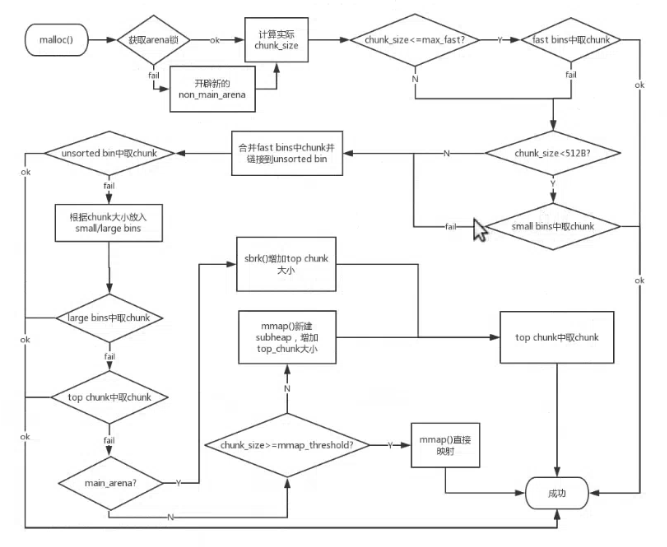 malloc()
获取arena锁
ok
计算实际
chunk_size
chunk_size<=max_fast?
Y
fast bins中取chunk
fail
开辟新的
non_main_arena
N
fail
ok
unsorted bin中取chunk
合并fast bins中chunk并
链接到unsorted bin
N
chunk_size<512B?
ok
fail
Y
根据chunk大小放入
small/large bins
fail
small bins中取chunk
sbrk()增加top chunk
大小
ok
large bins中取chunk
mmap()新建
subheap，增加
top_chunk大小
top chunk中取chunk
ok
fail
top chunk中取chunk
N
ok
fail
chunk_size>=mmap_threshold?
Y
mmap()直接
映射
main_arena?
Y
成功
N